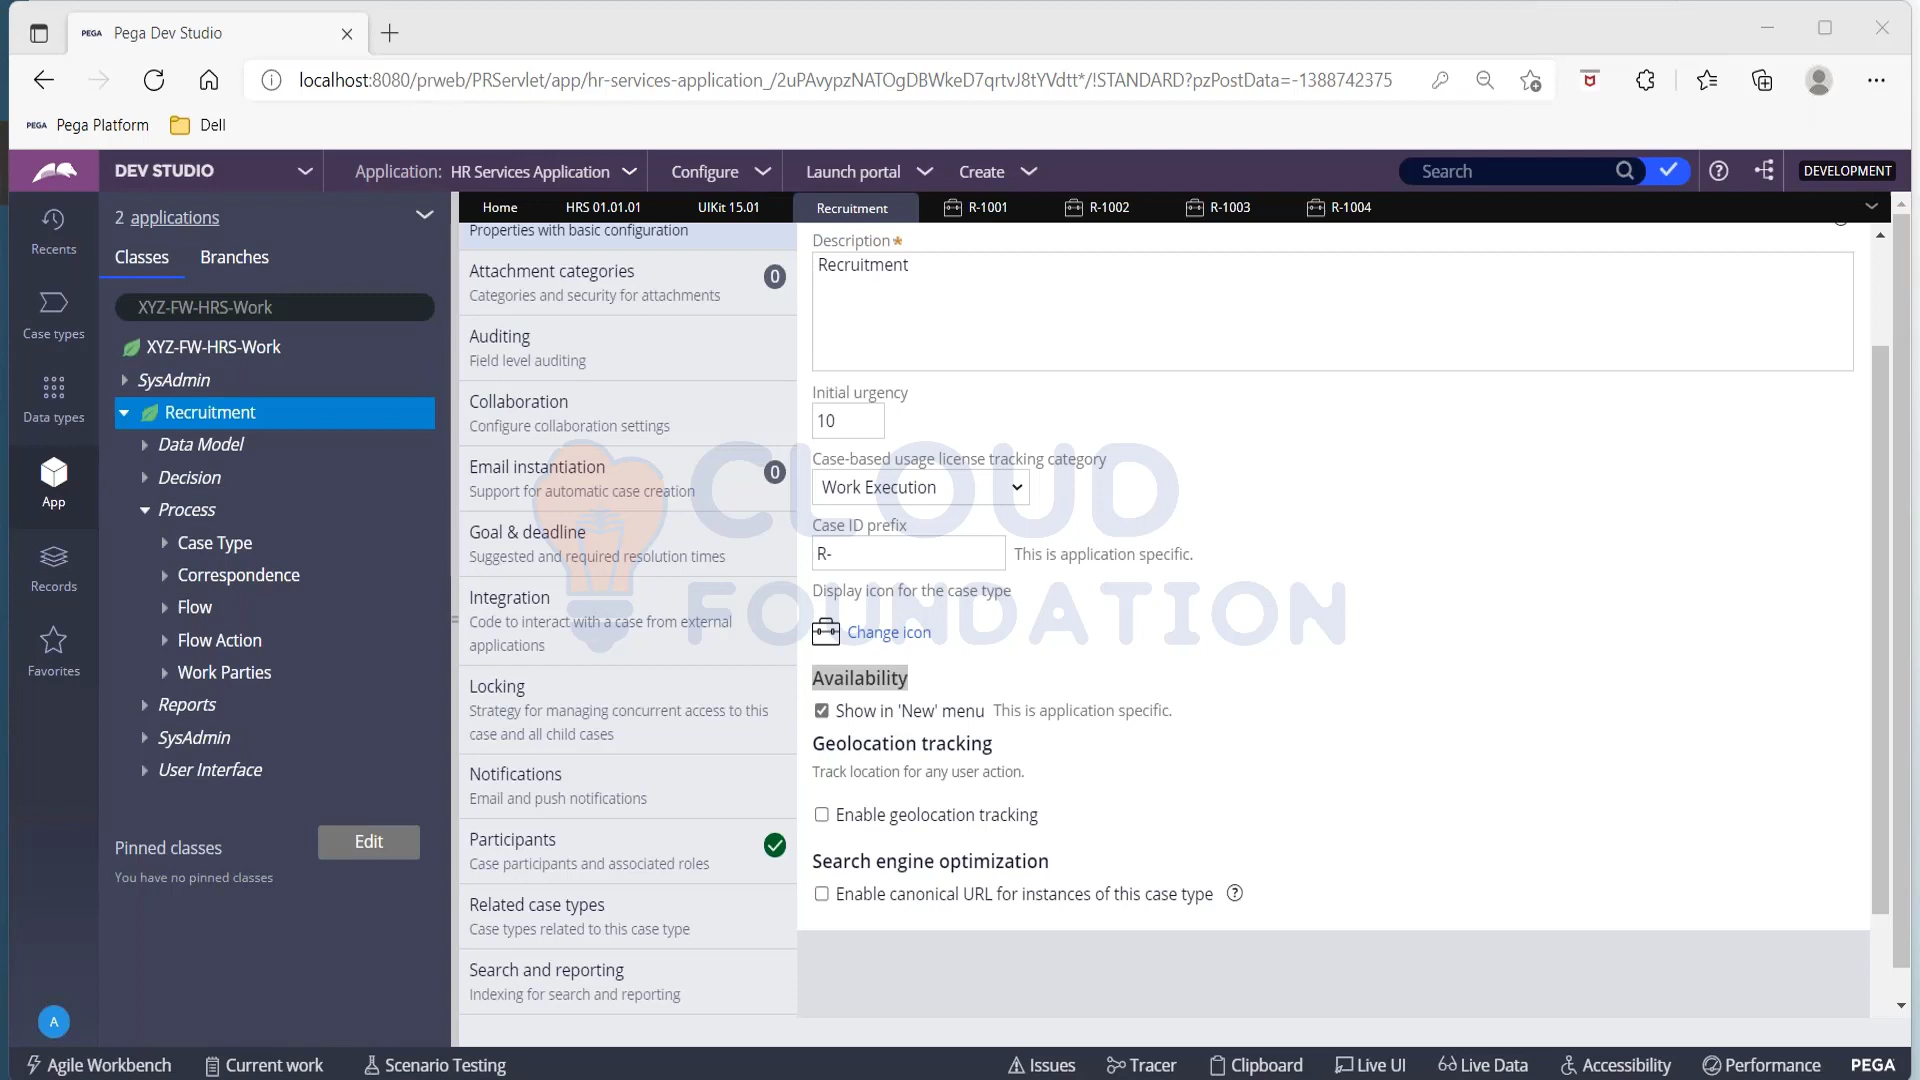 PEGA Pega Dev Studio
localhost:8080/prweb/PRServlet/app/hr-services-application_/2uPAvypzNATOgDBWkeD7qrtvJ8tYVdtt*/!STANDARD?pzPostData=-1388742375
PEGA Pega Platform Dell
DEV STUDIO Application: HR Services Application Configure Launch portal Create Search DEVELOPMENT
Home HRS 01.01.01 UIKit 15.01 Recruitment R-1001 R-1002 R-1003 R-1004
Recents
Case types
Data types
App
Records
Favorites
A
2 applications
Classes Branches
XYZ-FW-HRS-Work
XYZ-FW-HRS-Work
SysAdmin
Recruitment
Data Model
Decision
Process
Case Type
Correspondence
Flow
Flow Action
Work Parties
Reports
SysAdmin
User Interface
Pinned classes Edit
You have no pinned classes
Properties with basic configuration
Attachment categories 0
Categories and security for attachments
Auditing
Field level auditing
Collaboration
Configure collaboration settings
Email instantiation 0
Support for automatic case creation
Goal & deadline
Suggested and required resolution times
Integration
Code to interact with a case from external
applications
Locking
Strategy for managing concurrent access to this
case and all child cases
Notifications
Email and push notifications
Participants
Case participants and associated roles
Related case types
Case types related to this case type
Search and reporting
Indexing for search and reporting
Description*
Recruitment
Initial urgency
10
Case-based usage license tracking category
Work Execution
Case ID prefix
R- This is application specific.
Display icon for the case type
Change icon
Availability
Show in 'New' menu This is application specific.
Geolocation tracking
Track location for any user action.
Enable geolocation tracking
Search engine optimization
Enable canonical URL for instances of this case type
CLOUD
FOUNDATION
Agile Workbench Current work Scenario Testing Issues Tracer Clipboard Live UI Live Data Accessibility Performance PEGA